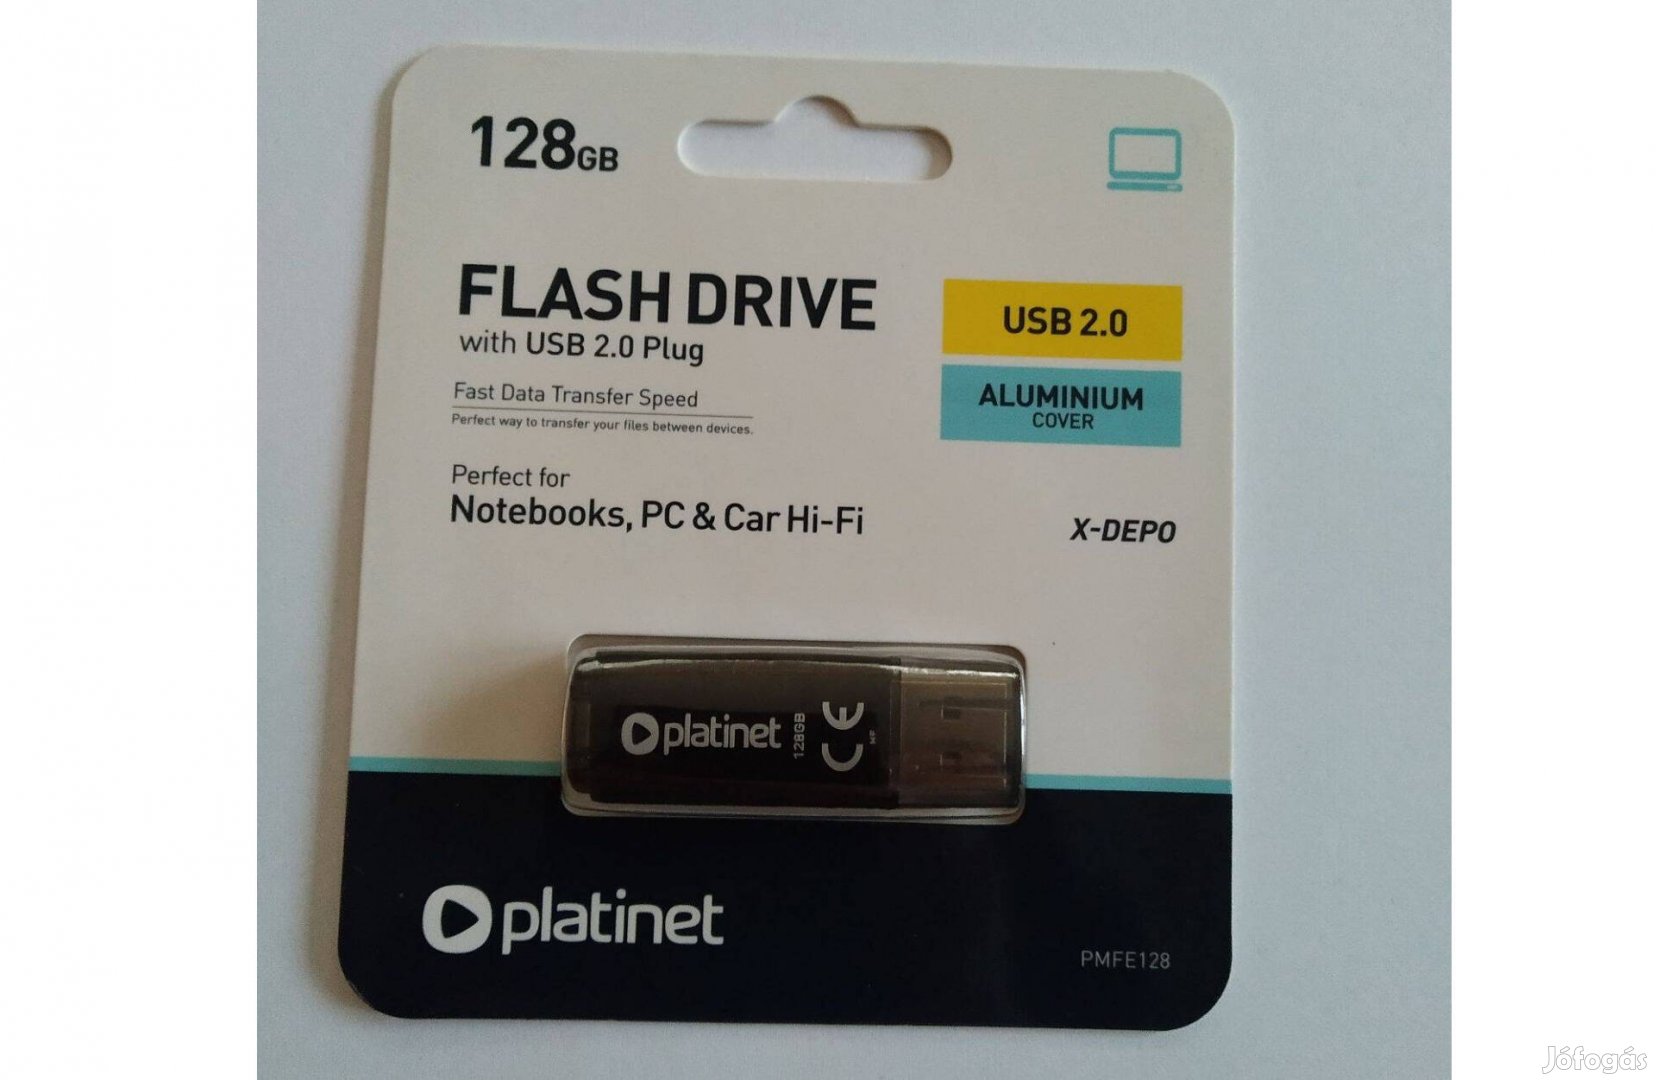 128GB
FLASH DRIVE
with USB 2.0 Plug
Fast Data Transfer Speed
Perfect way to transfer your files between devices.
Perfect for
Notebooks, PC & Car Hi-Fi
USB 2.0
ALUMINIUM
COVER
X-DEPO
platinet
128GB
CE
platinet
PMFE128
Jófogás